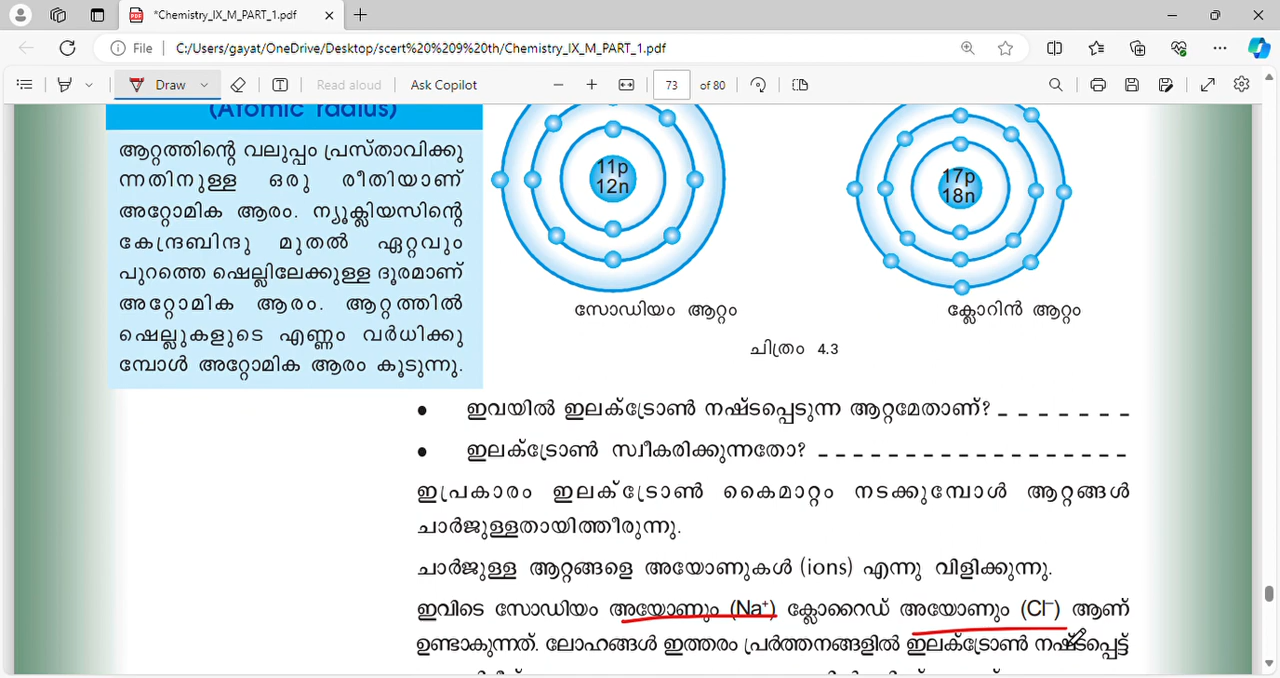 *Chemistry_IX_M_PART_1.pdf
File C:/Users/gayat/OneDrive/Desktop/scert%20%209%20th/Chemistry_IX_M_PART_1.pdf
Draw Read aloud Ask Copilot 73 of 80
(Atomic radius)
ആറ്റത്തിന്റെ വലുപ്പം പ്രസ്താവിക്കു
ന്നതിനുള്ള ഒരു രീതിയാണ്
അറ്റോമിക ആരം. ന്യൂക്ലിയസിന്റെ
കേന്ദ്രബിന്ദു മുതൽ ഏറ്റവും
പുറത്തെ ഷെല്ലിലേക്കുള്ള ദൂരമാണ്
അറ്റോമിക ആരം. ആറ്റത്തിൽ
ഷെല്ലുകളുടെ എണ്ണം വർധിക്കു
മ്പോൾ അറ്റോമിക ആരം കൂടുന്നു.
11p
12n
17p
18n
സോഡിയം ആറ്റം
ക്ലോറിൻ ആറ്റം
ചിത്രം 4.3
• ഇവയിൽ ഇലക്ട്രോൺ നഷ്ടപ്പെടുന്ന ആറ്റമേതാണ്? _ _ _ _ _ _ _
• ഇലക്ട്രോൺ സ്വീകരിക്കുന്നതോ? _ _ _ _ _ _ _ _ _ _ _ _ _ _ _ _ _ _
ഇപ്രകാരം ഇലക്ട്രോൺ കൈമാറ്റം നടക്കുമ്പോൾ ആറ്റങ്ങൾ
ചാർജുള്ളതായിത്തീരുന്നു.
ചാർജുള്ള ആറ്റങ്ങളെ അയോണുകൾ (ions) എന്നു വിളിക്കുന്നു.
ഇവിടെ സോഡിയം അയോണും (Na⁺) ക്ലോറൈഡ് അയോണും (Cl⁻) ആണ്
ഉണ്ടാകുന്നത്. ലോഹങ്ങൾ ഇത്തരം പ്രർത്തനങ്ങളിൽ ഇലക്ട്രോൺ നഷ്ടപ്പെട്ട്